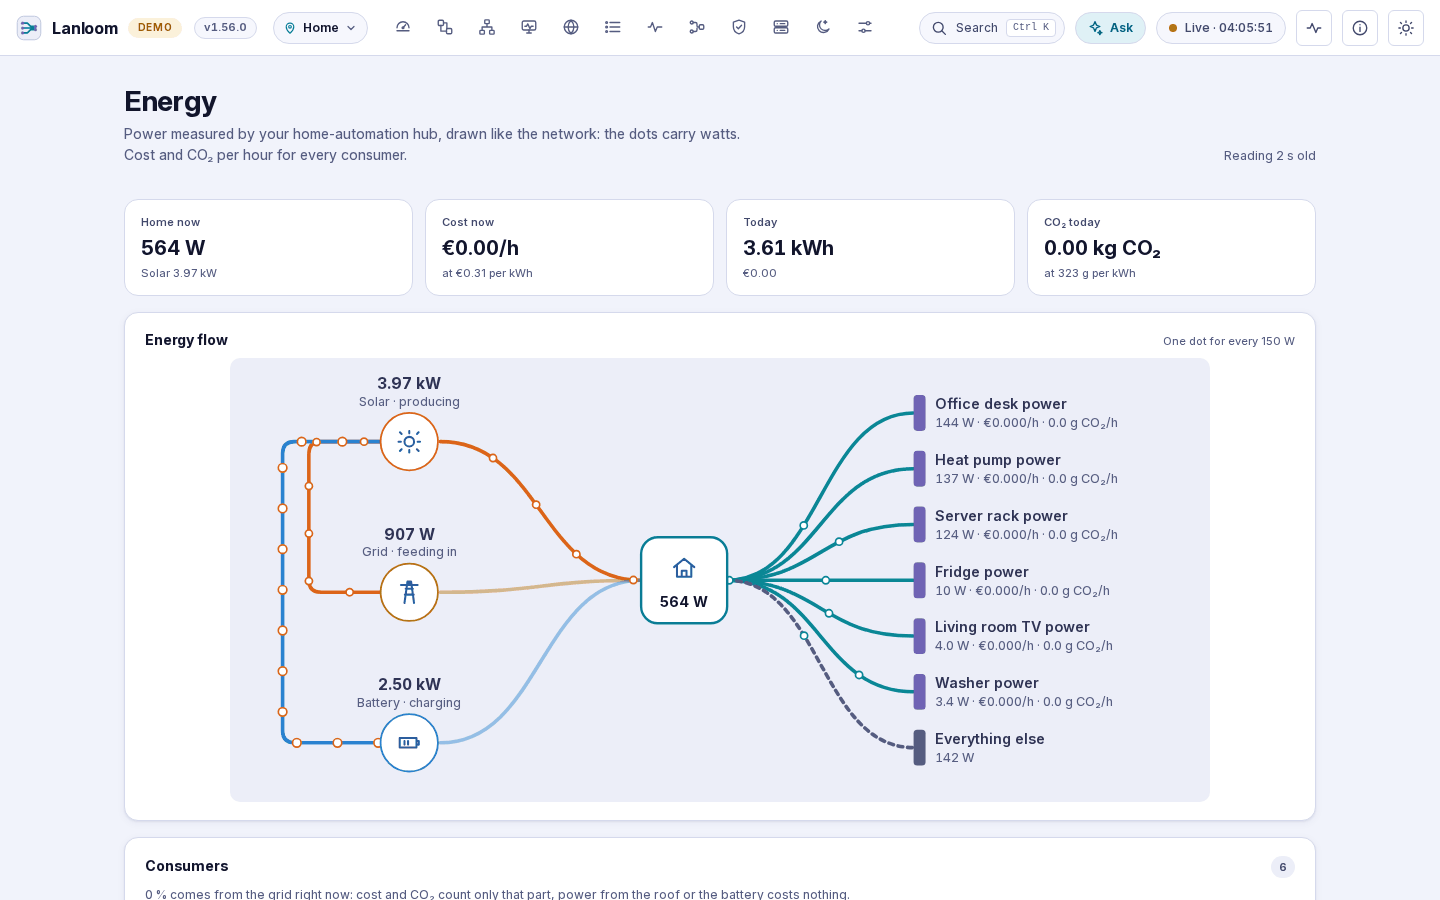 Lanloom DEMO v1.56.0 Home Search Ctrl K Ask Live · 04:05:51
Energy
Power measured by your home-automation hub, drawn like the network: the dots carry watts.
Cost and CO₂ per hour for every consumer.
Reading 2 s old
Home now
564 W
Solar 3.97 kW
Cost now
€0.00/h
at €0.31 per kWh
Today
3.61 kWh
€0.00
CO₂ today
0.00 kg CO₂
at 323 g per kWh
Energy flow
One dot for every 150 W
3.97 kW
Solar · producing
907 W
Grid · feeding in
2.50 kW
Battery · charging
564 W
Office desk power
144 W · €0.000/h · 0.0 g CO₂/h
Heat pump power
137 W · €0.000/h · 0.0 g CO₂/h
Server rack power
124 W · €0.000/h · 0.0 g CO₂/h
Fridge power
10 W · €0.000/h · 0.0 g CO₂/h
Living room TV power
4.0 W · €0.000/h · 0.0 g CO₂/h
Washer power
3.4 W · €0.000/h · 0.0 g CO₂/h
Everything else
142 W
Consumers
6
0 % comes from the grid right now: cost and CO₂ count only that part, power from the roof or the battery costs nothing.